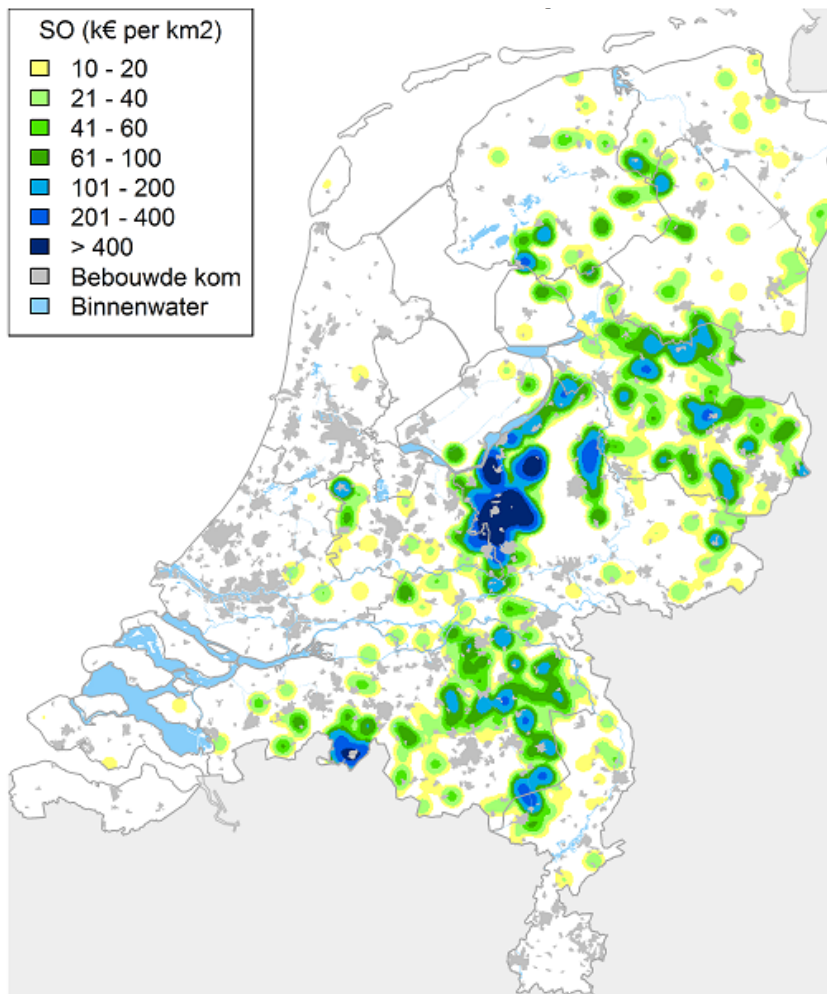 SO (k€ per km2)
10 - 20
21 - 40
41 - 60
61 - 100
101 - 200
201 - 400
> 400
Bebouwde kom
Binnenwater